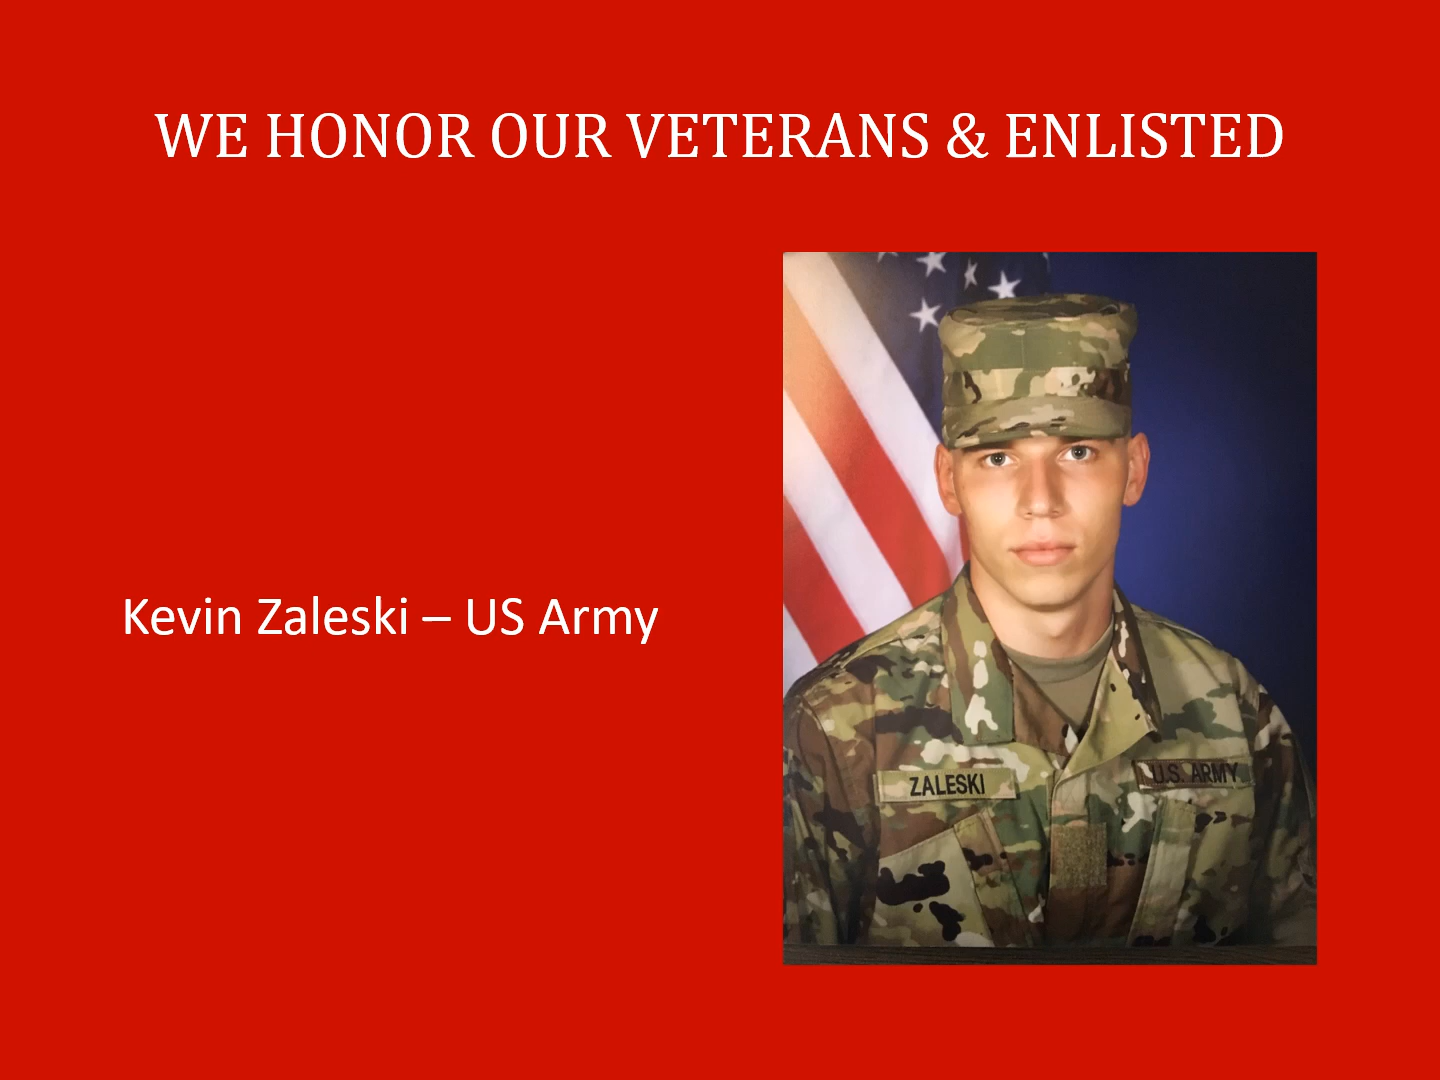 WE HONOR OUR VETERANS & ENLISTED
Kevin Zaleski – US Army
ZALESKI
U.S. ARMY